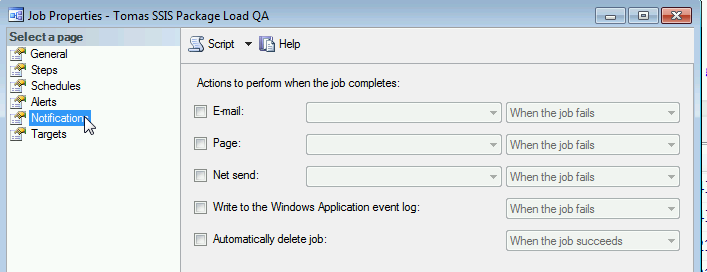 Job Properties - Tomas SSIS Package Load QA
Select a page
General
Steps
Schedules
Alerts
Notifications
Targets
Script Help
Actions to perform when the job completes:
E-mail: When the job fails
Page: When the job fails
Net send: When the job fails
Write to the Windows Application event log: When the job fails
Automatically delete job: When the job succeeds